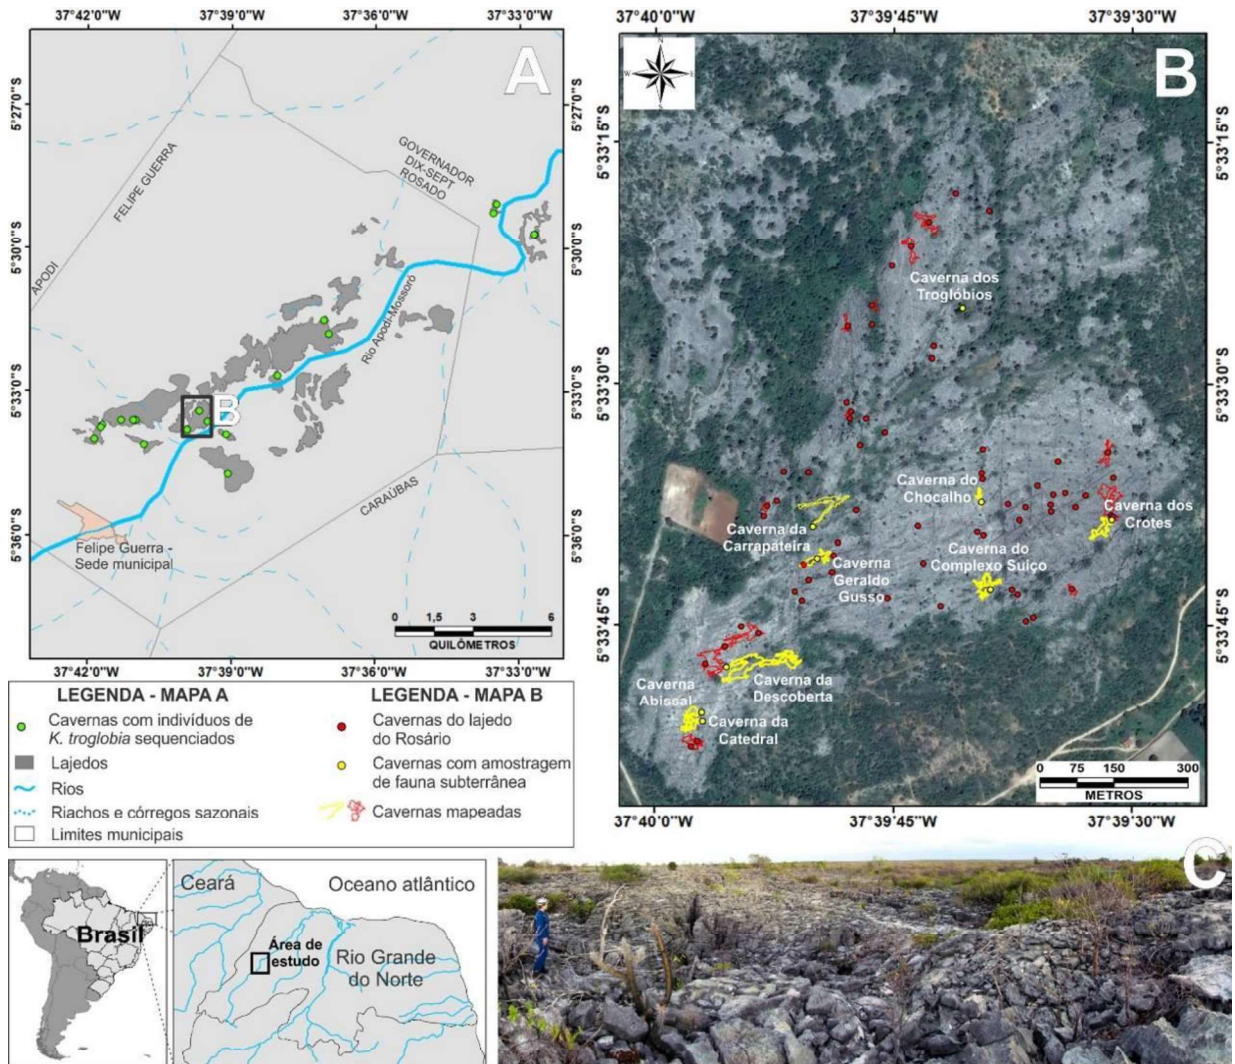 37°42'0"W 37°39'0"W 37°36'0"W 37°33'0"W
A
5°27'0"S
5°27'0"S
FELIPE GUERRA
GOVERNADOR
DIX-SEPT
ROSADO
5°30'0"S
5°30'0"S
APODI
Rio Apodi-Mossoró
5°33'0"S
5°33'0"S
B
CARAÚBAS
5°36'0"S
5°36'0"S
Felipe Guerra -
Sede municipal
0 1,5 3 6
QUILÔMETROS
37°42'0"W 37°39'0"W 37°36'0"W 37°33'0"W
37°40'0"W 37°39'45"W 37°39'30"W
N
W E
S
B
5°33'15"S
5°33'15"S
Caverna dos
Troglóbios
5°33'30"S
5°33'30"S
Caverna do
Chocalho
Caverna dos
Crotes
Caverna da
Carrapateira
Caverna do
Complexo Suiço
Caverna
Geraldo
Gusso
5°33'45"S
5°33'45"S
Caverna
Abissal
Caverna da
Descoberta
Caverna da
Catedral
0 75 150 300
METROS
37°40'0"W 37°39'45"W 37°39'30"W
LEGENDA - MAPA A
Cavernas com indivíduos de
K. troglobia sequenciados
Lajedos
Rios
Riachos e córregos sazonais
Limites municipais
LEGENDA - MAPA B
Cavernas do lajedo
do Rosário
Cavernas com amostragem
de fauna subterrânea
Cavernas mapeadas
Brasil
Ceará
Oceano atlântico
Área de
estudo
Rio Grande
do Norte
C